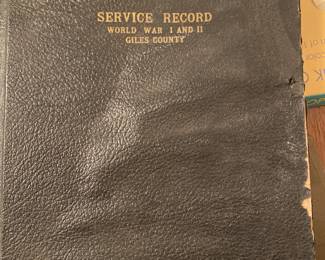 SERVICE RECORD
WORLD WAR I AND II
GILES COUNTY